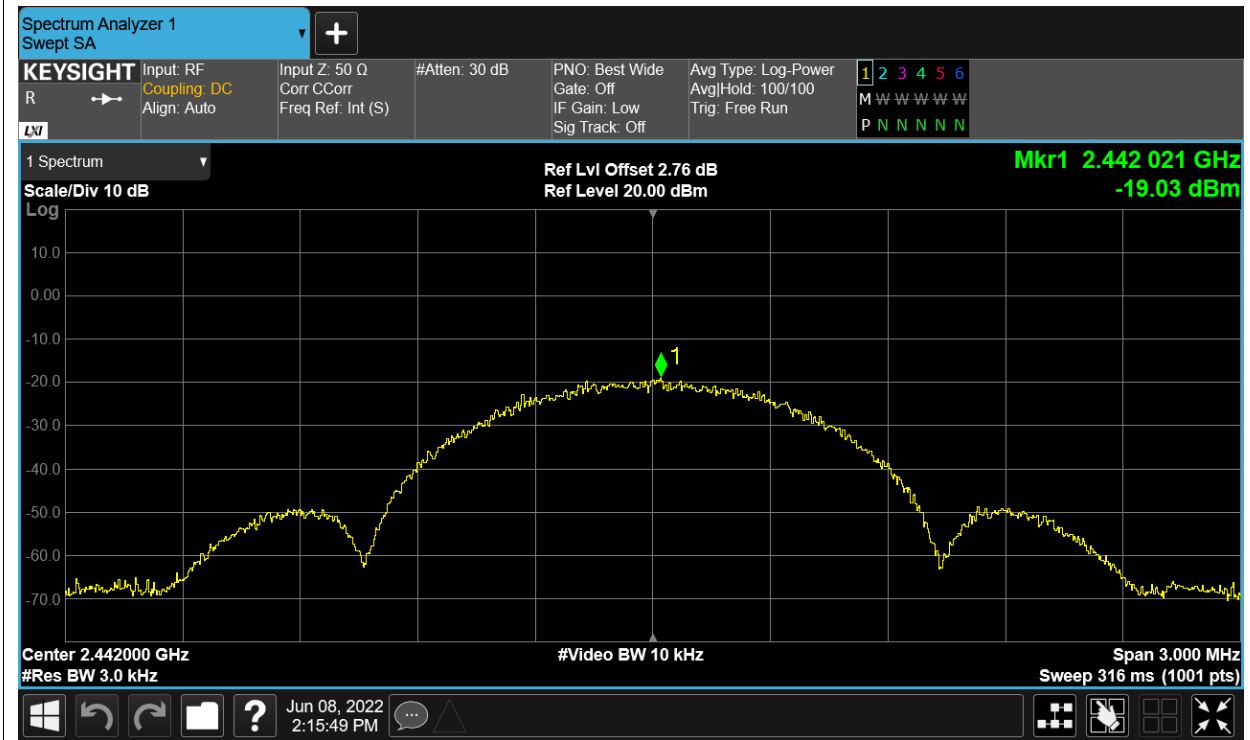 Spectrum Analyzer 1
Swept SA
KEYSIGHT
R
LXI
Input: RF
Coupling: DC
Align: Auto
Input Z: 50 Ω
Corr CCorr
Freq Ref: Int (S)
#Atten: 30 dB
PNO: Best Wide
Gate: Off
IF Gain: Low
Sig Track: Off
Avg Type: Log-Power
Avg|Hold: 100/100
Trig: Free Run
1 2 3 4 5 6
M W W W W W
P N N N N N
1 Spectrum
Scale/Div 10 dB
Log
Ref Lvl Offset 2.76 dB
Ref Level 20.00 dBm
Mkr1 2.442 021 GHz
-19.03 dBm
10.0
0.00
-10.0
1
-20.0
-30.0
-40.0
-50.0
-60.0
-70.0
Center 2.442000 GHz
#Res BW 3.0 kHz
#Video BW 10 kHz
Span 3.000 MHz
Sweep 316 ms (1001 pts)
?
Jun 08, 2022
2:15:49 PM